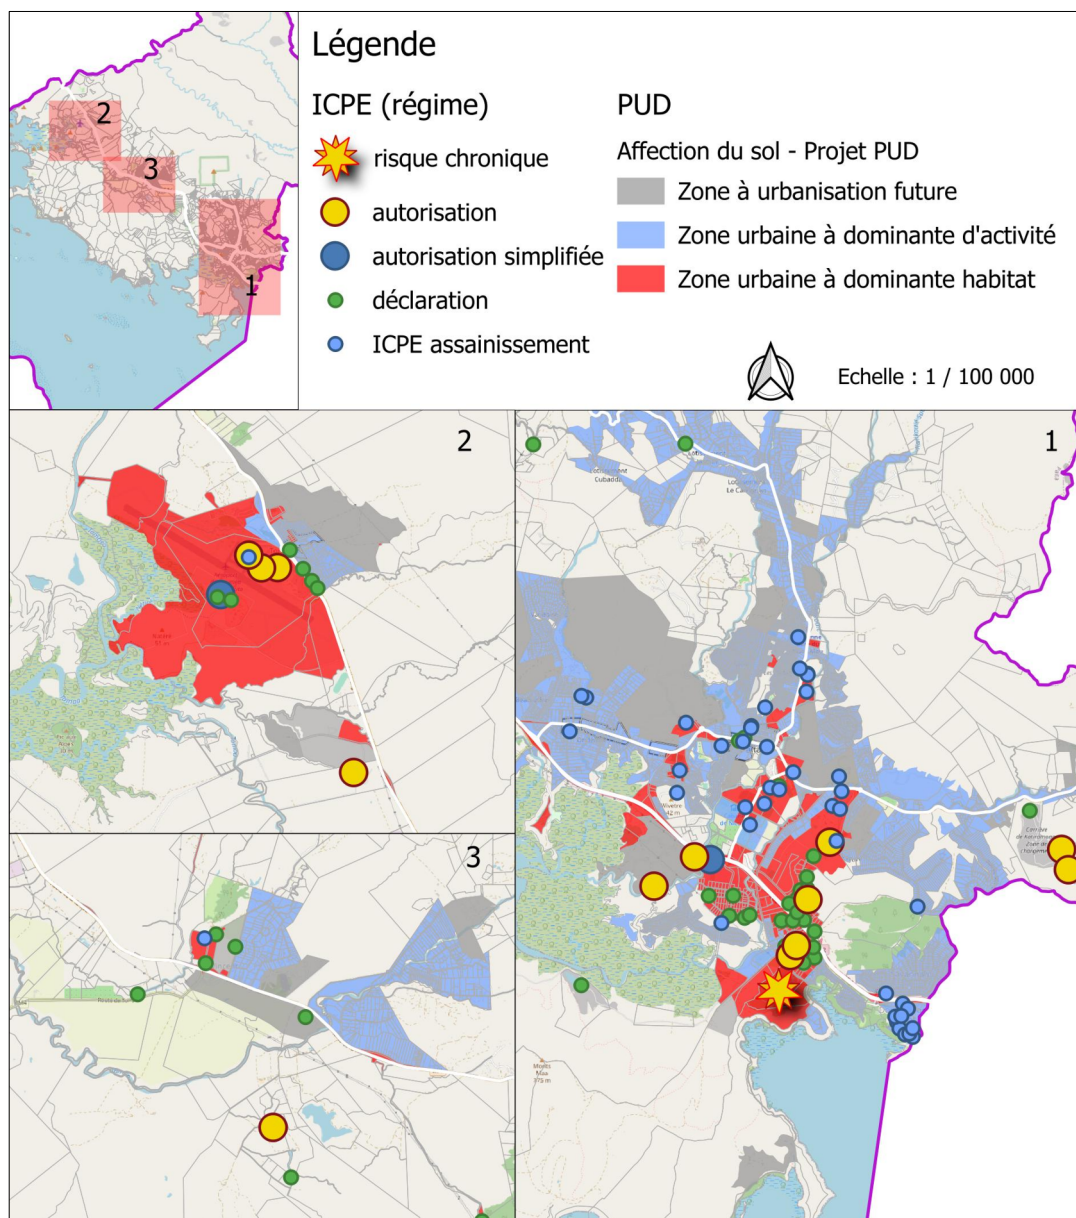 Légende
ICPE (régime)
risque chronique
autorisation
autorisation simplifiée
déclaration
ICPE assainissement
PUD
Affection du sol - Projet PUD
Zone à urbanisation future
Zone urbaine à dominante d'activité
Zone urbaine à dominante habitat
Echelle : 1 / 100 000
2
3
1
2
1
3